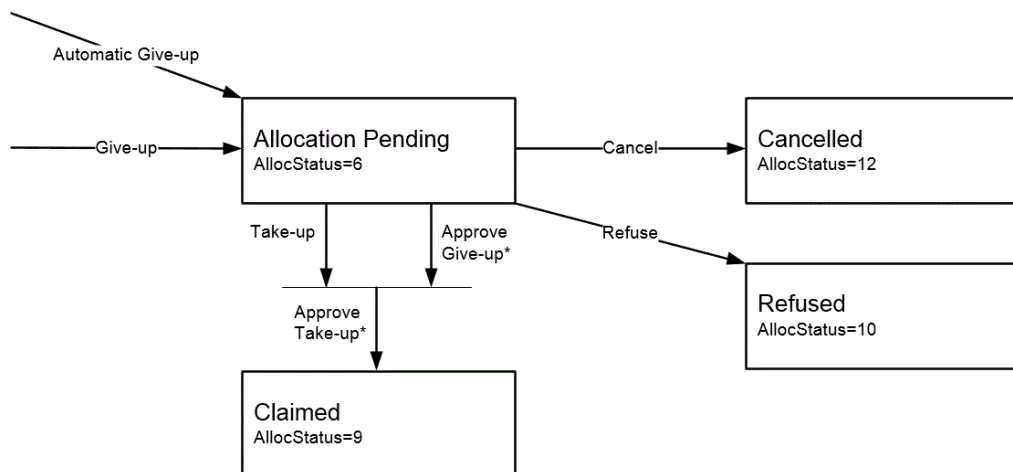 Automatic Give-up
Allocation Pending
AllocStatus=6
Give-up
Cancel
Cancelled
AllocStatus=12
Take-up
Approve
Give-up*
Refuse
Refused
AllocStatus=10
Approve
Take-up*
Claimed
AllocStatus=9